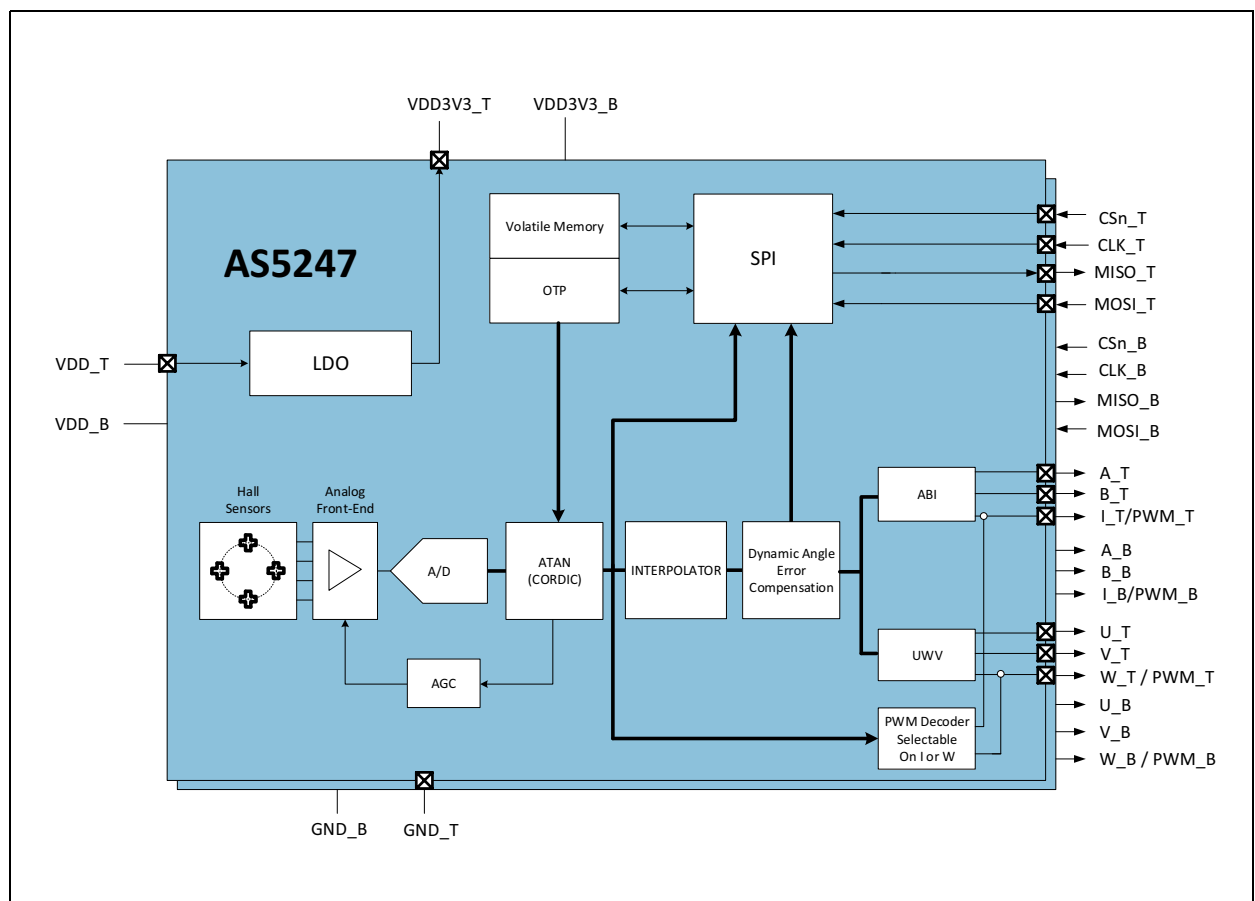 VDD3V3_T
VDD3V3_B
AS5247
Volatile Memory
OTP
SPI
CSn_T
CLK_T
MISO_T
MOSI_T
LDO
VDD_T
VDD_B
CSn_B
CLK_B
MISO_B
MOSI_B
Hall
Sensors
Analog
Front-End
A/D
ATAN
(CORDIC)
INTERPOLATOR
Dynamic Angle
Error
Compensation
AGC
ABI
A_T
B_T
I_T/PWM_T
A_B
B_B
I_B/PWM_B
UWV
U_T
V_T
W_T / PWM_T
PWM Decoder
Selectable
On I or W
U_B
V_B
W_B / PWM_B
GND_B
GND_T